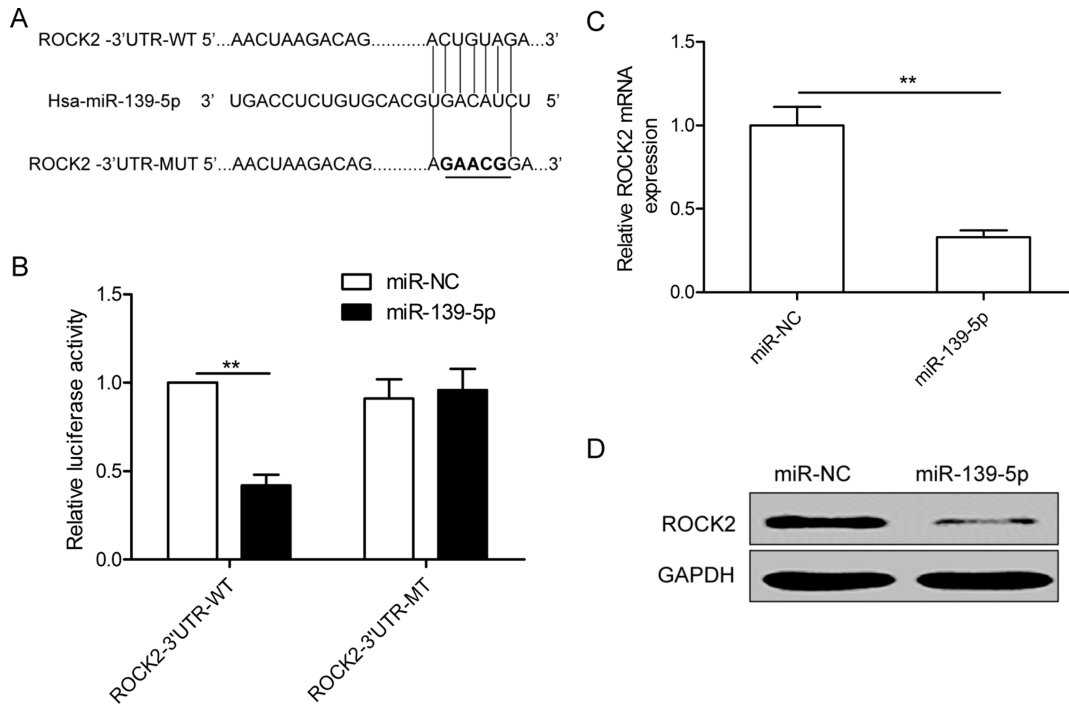 A
ROCK2 -3'UTR-WT 5'...AACUAAGACAG...........ACUGUAGA...3'
Hsa-miR-139-5p 3' UGACCUCUGUGCACGUGACAUCU 5'
ROCK2 -3'UTR-MUT 5'...AACUAAGACAG...........AGAACGGA...3'
B
miR-NC
miR-139-5p
Relative luciferase activity
1.5
1.0
0.5
0.0
**
ROCK2-3'UTR-WT
ROCK2-3'UTR-MT
C
Relative ROCK2 mRNA
expression
1.5
1.0
0.5
0.0
**
miR-NC
miR-139-5p
D
miR-NC miR-139-5p
ROCK2
GAPDH